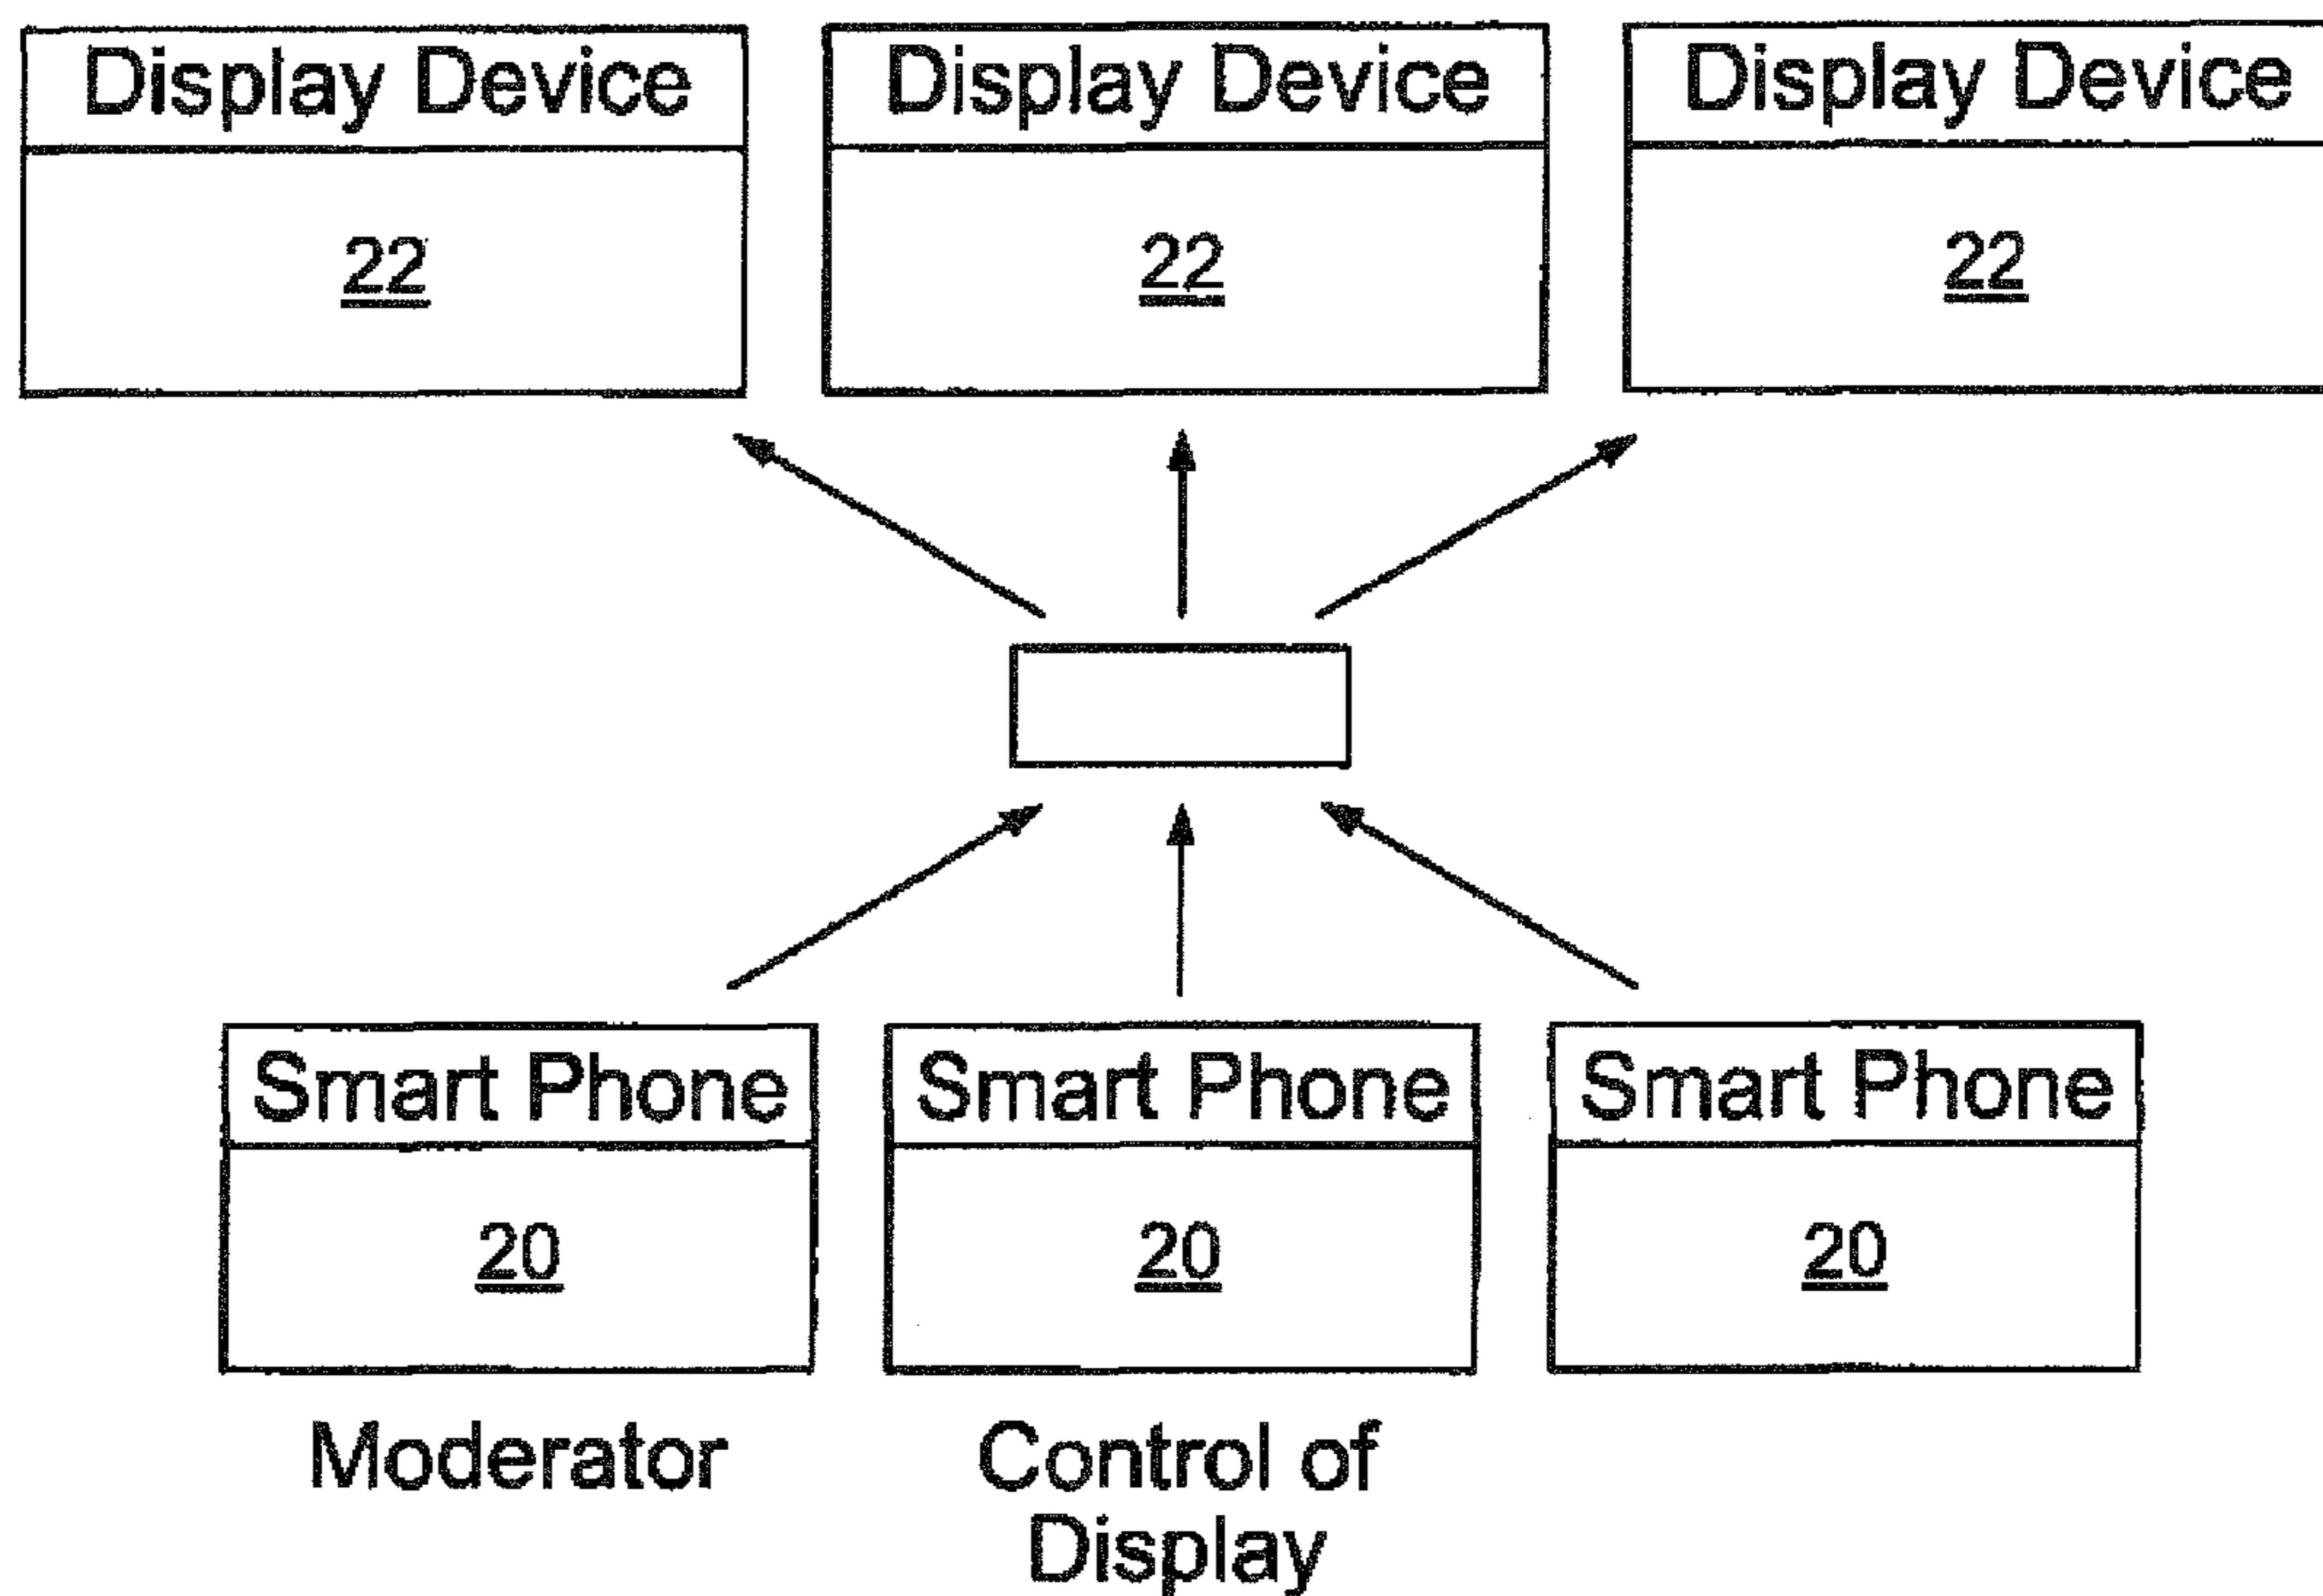 Display Device
Display Device
Display Device
22
22
22
Smart Phone
Smart Phone
Smart Phone
20
20
20
Moderator
Control of
Display